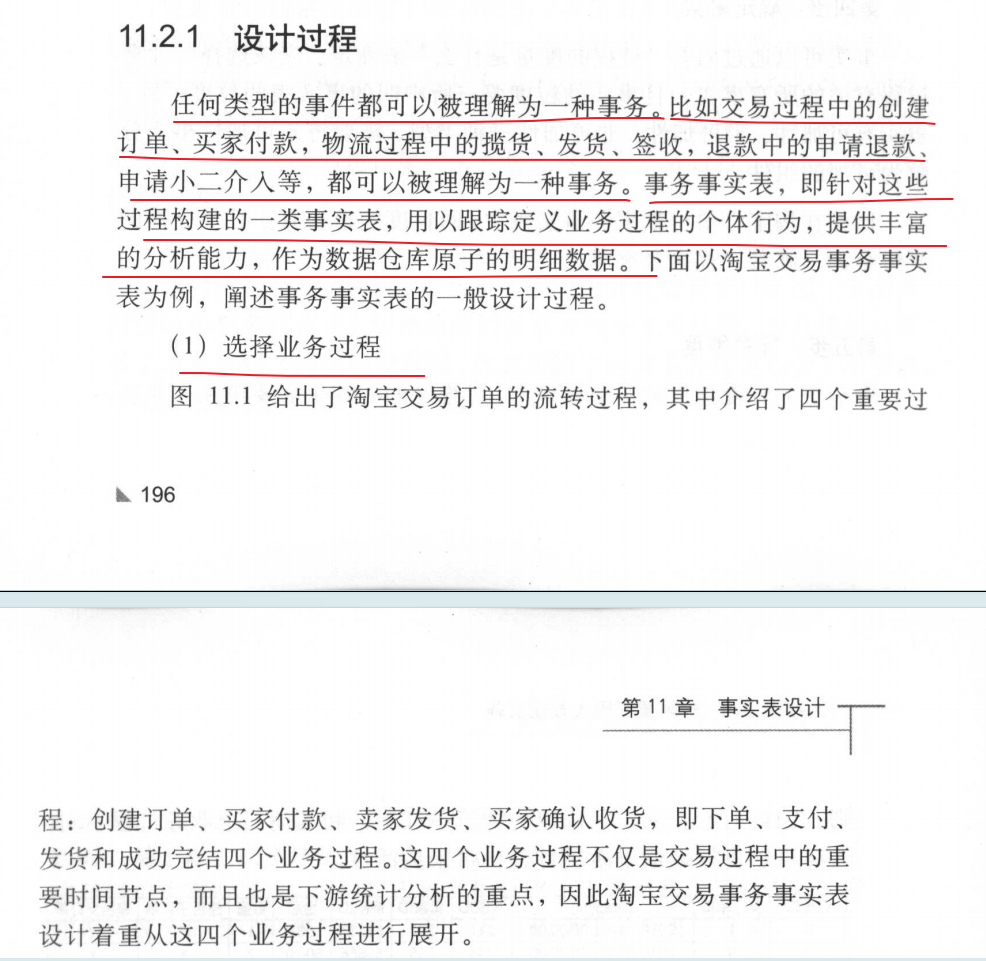 11.2.1 设计过程
任何类型的事件都可以被理解为一种事务。比如交易过程中的创建
订单、买家付款，物流过程中的揽货、发货、签收，退款中的申请退款、
申请小二介入等，都可以被理解为一种事务。事务事实表，即针对这些
过程构建的一类事实表，用以跟踪定义业务过程的个体行为，提供丰富
的分析能力，作为数据仓库原子的明细数据。下面以淘宝交易事务事实
表为例，阐述事务事实表的一般设计过程。
（1）选择业务过程
图 11.1 给出了淘宝交易订单的流转过程，其中介绍了四个重要过
196
第 11 章 事实表设计
程：创建订单、买家付款、卖家发货、买家确认收货，即下单、支付、
发货和成功完结四个业务过程。这四个业务过程不仅是交易过程中的重
要时间节点，而且也是下游统计分析的重点，因此淘宝交易事务事实表
设计着重从这四个业务过程进行展开。